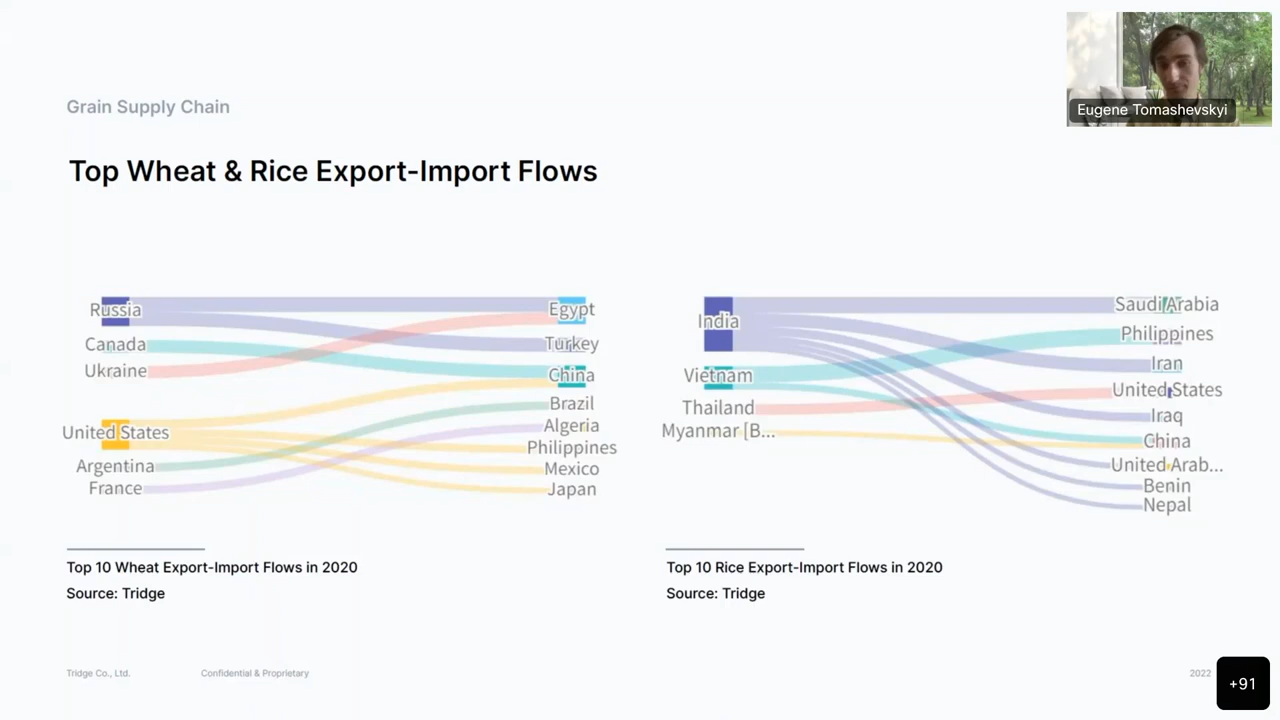 Eugene Tomashevskyi
Grain Supply Chain
Top Wheat & Rice Export-Import Flows
Russia
Canada
Ukraine
United States
Argentina
France
Egypt
Turkey
China
Brazil
Algeria
Philippines
Mexico
Japan
India
Vietnam
Thailand
Myanmar [B...
Saudi Arabia
Philippines
Iran
United States
Iraq
China
United Arab...
Benin
Nepal
Top 10 Wheat Export-Import Flows in 2020
Source: Tridge
Top 10 Rice Export-Import Flows in 2020
Source: Tridge
Tridge Co., Ltd.
Confidential & Proprietary
2022
+91